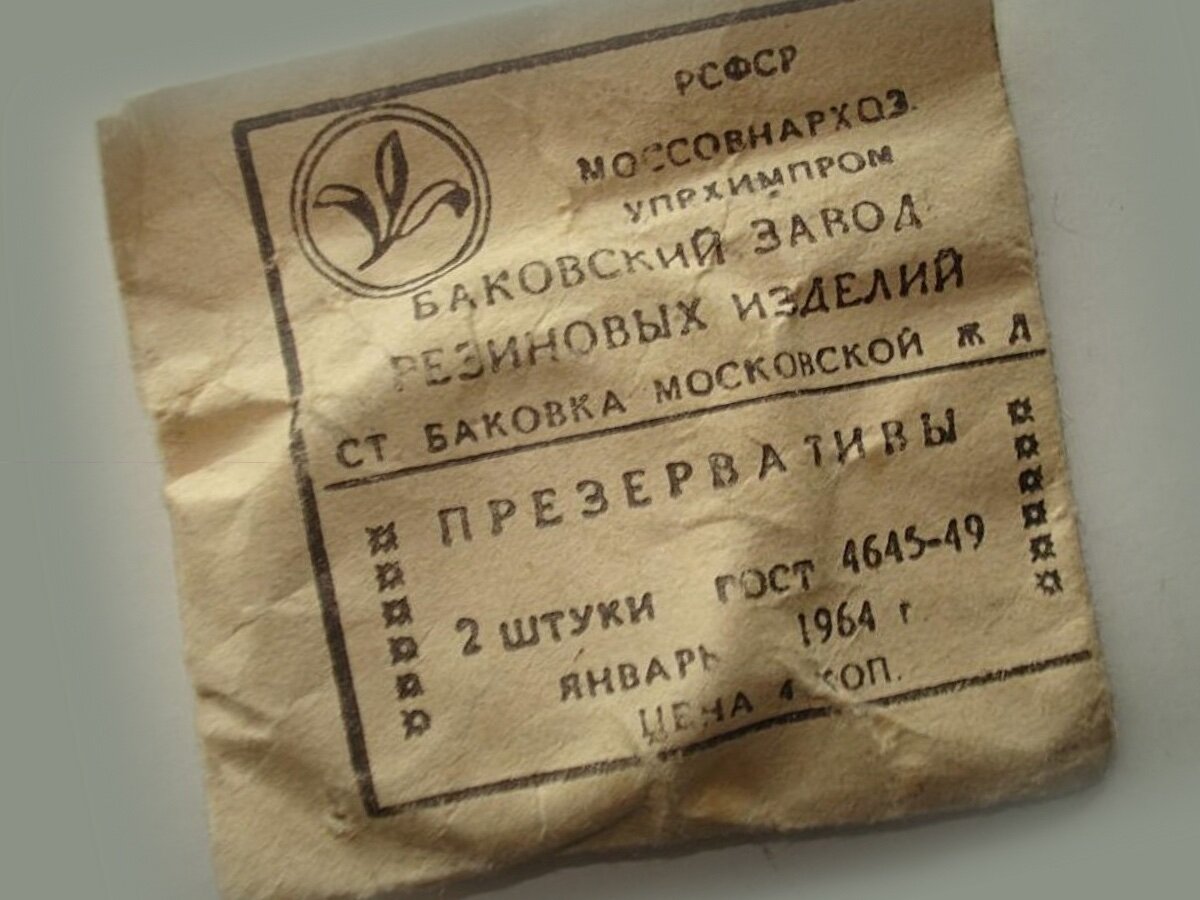 РСФСР
МОССОВНАРХОЗ.
УПРХИМПРОМ
БАКОВСКИЙ ЗАВОД
РЕЗИНОВЫХ ИЗДЕЛИЙ
СТ БАКОВКА МОСКОВСКОЙ Ж Д
ПРЕЗЕРВАТИВЫ
2 ШТУКИ ГОСТ 4645-49
ЯНВАРЬ 1964 г.
ЦЕНА 4 КОП.